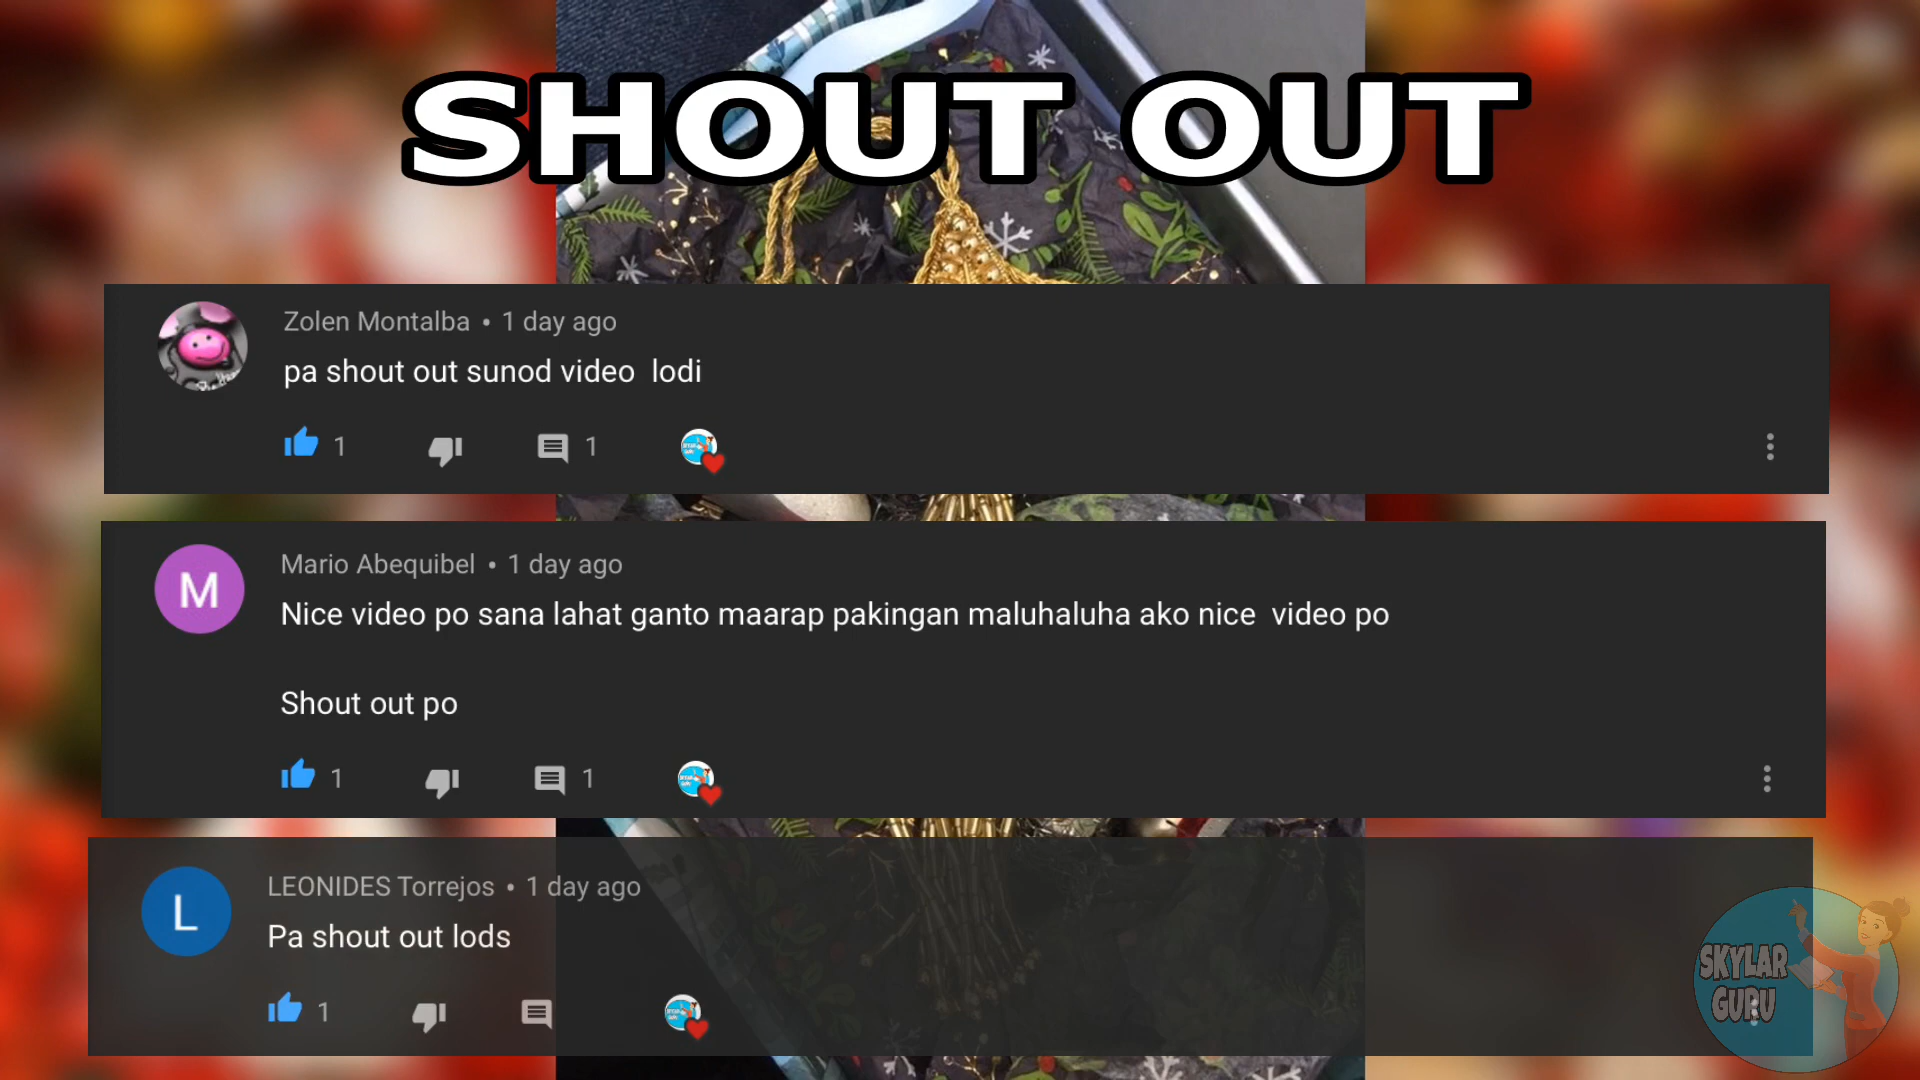 SHOUT OUT
Zolen Montalba • 1 day ago
pa shout out sunod video  lodi
1
1
M
Mario Abequibel • 1 day ago
Nice video po sana lahat ganto maarap pakingan maluhaluha ako nice  video po
Shout out po
1
1
L
LEONIDES Torrejos • 1 day ago
Pa shout out lods
1
SKYLAR
GURU